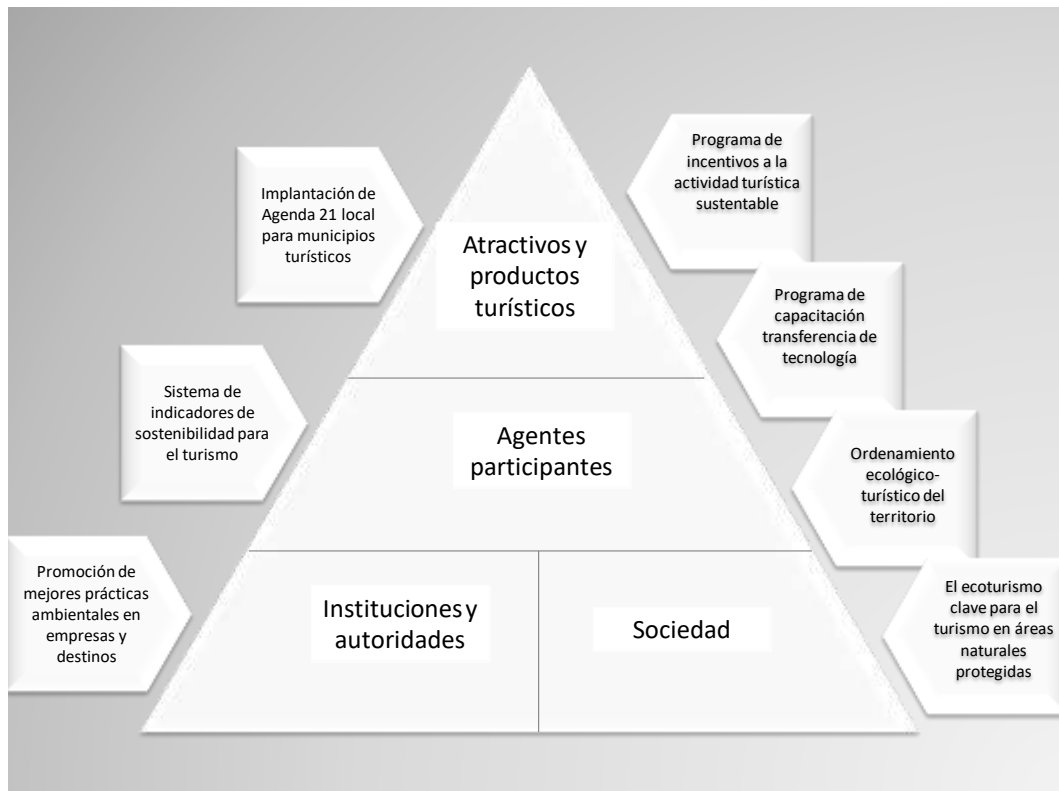 Implantación de
Agenda 21 local
para municipios
turísticos
Sistema de
indicadores de
sostenibilidad para
el turismo
Promoción de
mejores prácticas
ambientales en
empresas y
destinos
Atractivos y
productos
turísticos
Agentes
participantes
Instituciones y
autoridades
Sociedad
Programa de
incentivos a la
actividad turística
sustentable
Programa de
capacitación
transferencia de
tecnología
Ordenamiento
ecológico-
turístico del
territorio
El ecoturismo
clave para el
turismo en áreas
naturales
protegidas